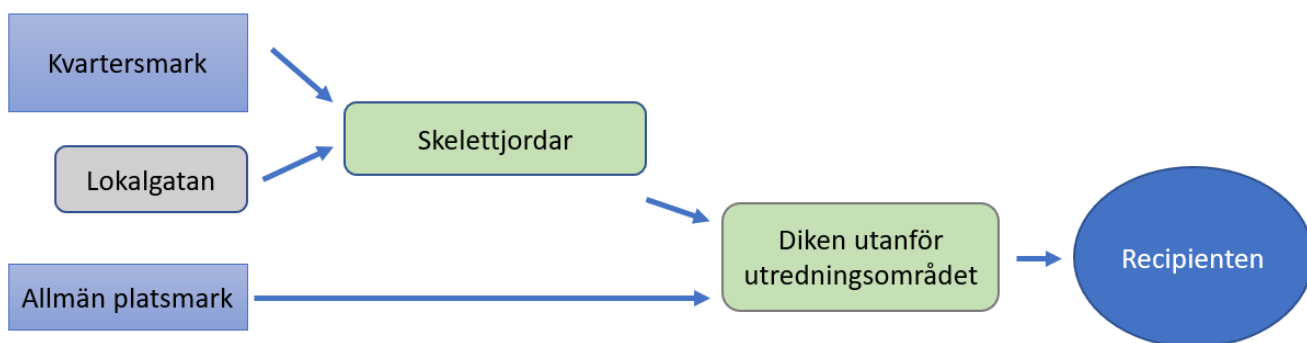 Kvartersmark
Skelettjordar
Lokalgatan
Diken utanför
utredningsområdet
Recipienten
Allmän platsmark